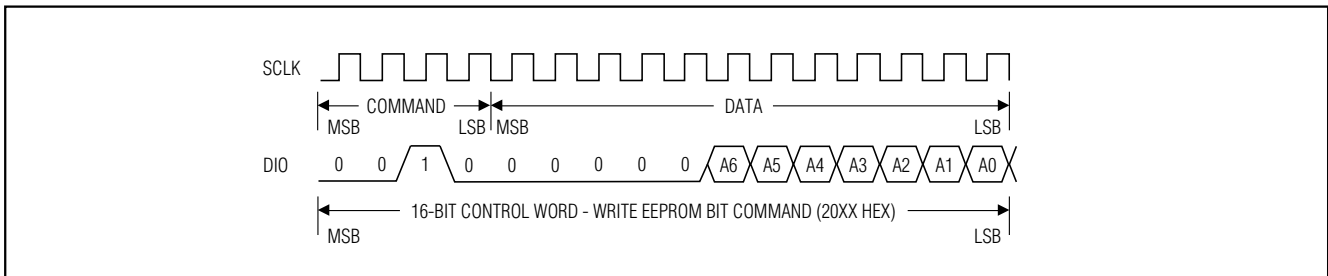 SCLK
COMMAND DATA
MSB LSB MSB LSB
DIO 0 0 1 0 0 0 0 0 0 A6 A5 A4 A3 A2 A1 A0
16-BIT CONTROL WORD - WRITE EEPROM BIT COMMAND (20XX HEX)
MSB LSB